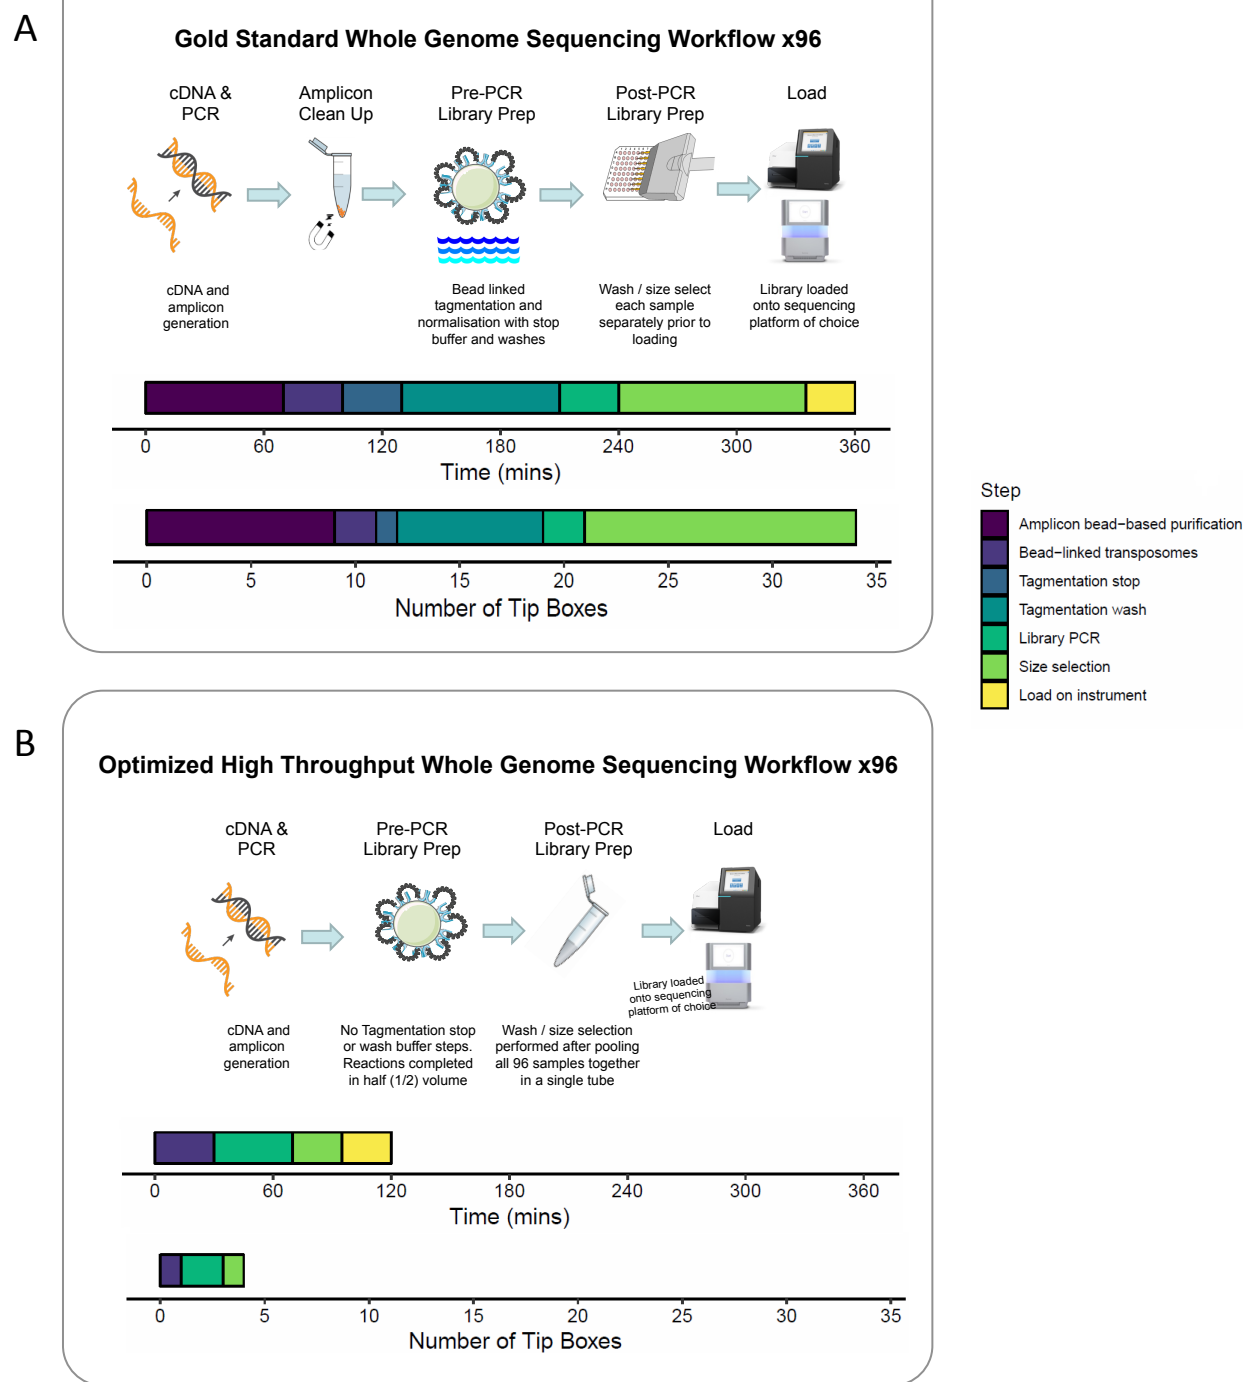 A
Gold Standard Whole Genome Sequencing Workflow x96
cDNA &
PCR
Amplicon
Clean Up
Pre-PCR
Library Prep
Post-PCR
Library Prep
Load
cDNA and
amplicon
generation
Bead linked
tagmentation and
normalisation with stop
buffer and washes
Wash / size select
each sample
separately prior to
loading
Library loaded
onto sequencing
platform of choice
0 60 120 180 240 300 360
Time (mins)
0 5 10 15 20 25 30 35
Number of Tip Boxes
Step
Amplicon bead-based purification
Bead-linked transposomes
Tagmentation stop
Tagmentation wash
Library PCR
Size selection
Load on instrument
B
Optimized High Throughput Whole Genome Sequencing Workflow x96
cDNA &
PCR
Pre-PCR
Library Prep
Post-PCR
Library Prep
Load
cDNA and
amplicon
generation
No Tagmentation stop
or wash buffer steps.
Reactions completed
in half (1/2) volume
Wash / size selection
performed after pooling
all 96 samples together
in a single tube
Library loaded
onto sequencing
platform of choice
0 60 120 180 240 300 360
Time (mins)
0 5 10 15 20 25 30 35
Number of Tip Boxes